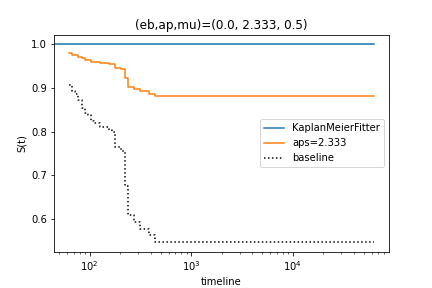 (eb,ap,mu)=(0.0, 2.333, 0.5)
1.0
0.9
0.8
0.7
0.6
S(t)
KaplanMeierFitter
aps=2.333
baseline
10²
10³
10⁴
timeline